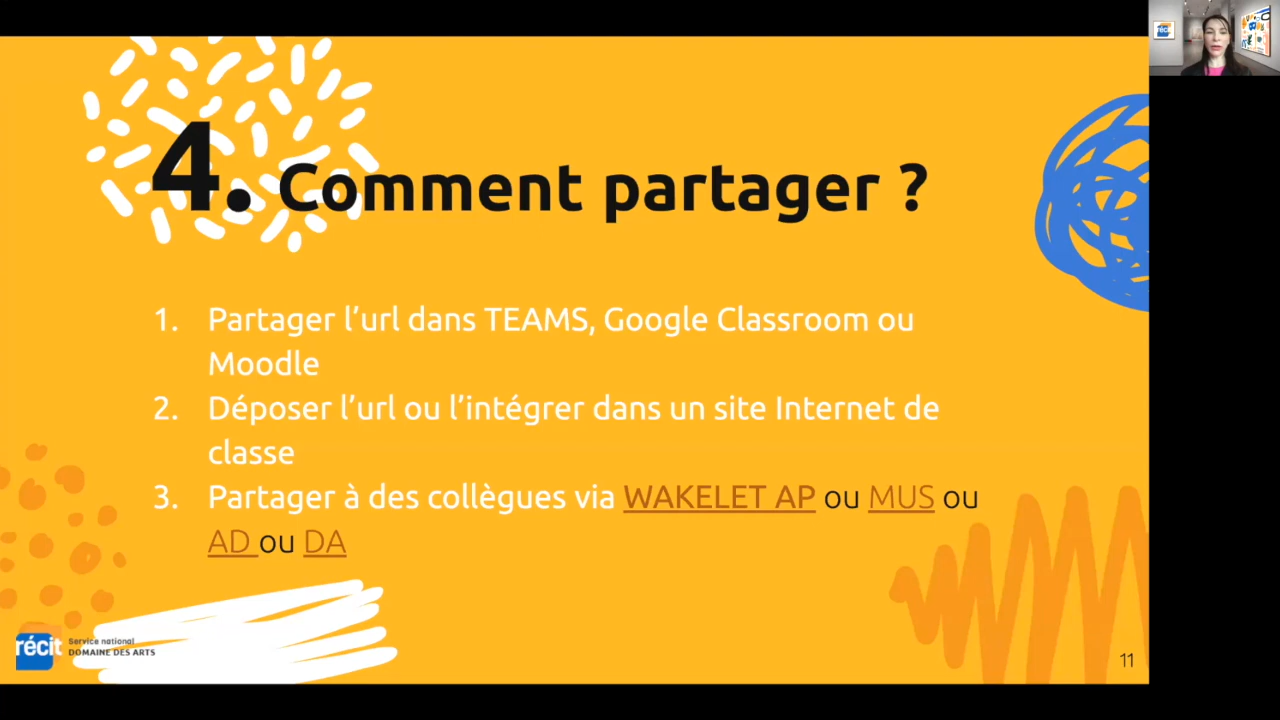 4. Comment partager ?
1. Partager l’url dans TEAMS, Google Classroom ou
Moodle
2. Déposer l’url ou l’intégrer dans un site Internet de
classe
3. Partager à des collègues via WAKELET AP ou MUS ou
AD ou DA
récit
Service national
DOMAINE DES ARTS
11
récit